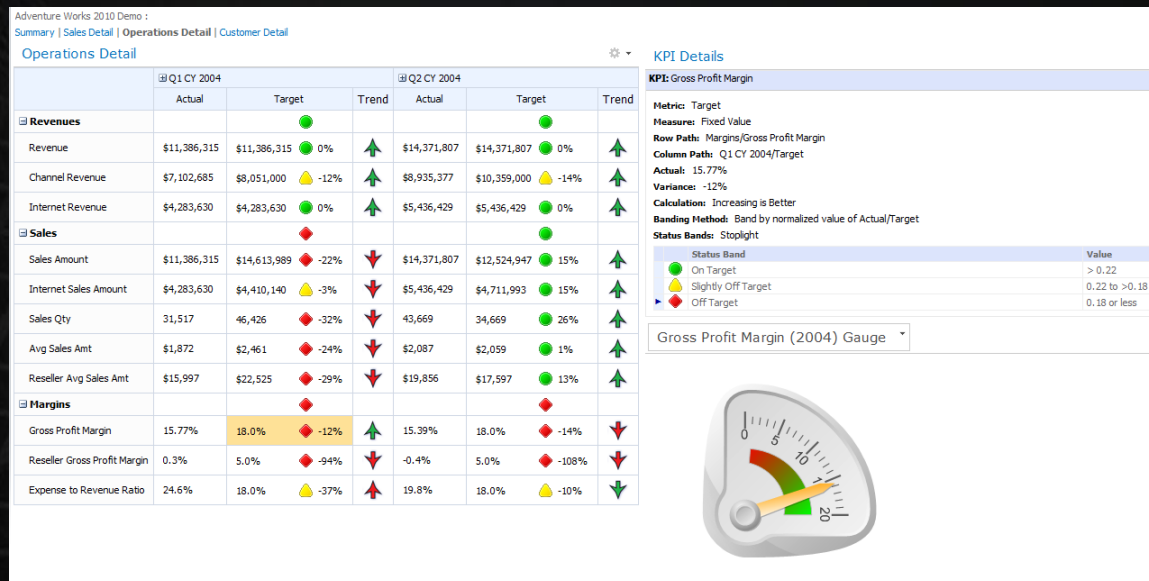 Adventure Works 2010 Demo :
Summary | Sales Detail | Operations Detail | Customer Detail
Operations Detail
Q1 CY 2004 Q2 CY 2004
Actual Target Trend Actual Target Trend
Revenues
Revenue $11,386,315 $11,386,315 0% $14,371,807 $14,371,807 0%
Channel Revenue $7,102,685 $8,051,000 -12% $8,935,377 $10,359,000 -14%
Internet Revenue $4,283,630 $4,283,630 0% $5,436,429 $5,436,429 0%
Sales
Sales Amount $11,386,315 $14,613,989 -22% $14,371,807 $12,524,947 15%
Internet Sales Amount $4,283,630 $4,410,140 -3% $5,436,429 $4,711,993 15%
Sales Qty 31,517 46,426 -32% 43,669 34,669 26%
Avg Sales Amt $1,872 $2,461 -24% $2,087 $2,059 1%
Reseller Avg Sales Amt $15,997 $22,525 -29% $19,856 $17,597 13%
Margins
Gross Profit Margin 15.77% 18.0% -12% 15.39% 18.0% -14%
Reseller Gross Profit Margin 0.3% 5.0% -94% -0.4% 5.0% -108%
Expense to Revenue Ratio 24.6% 18.0% -37% 19.8% 18.0% -10%
KPI Details
KPI: Gross Profit Margin
Metric: Target
Measure: Fixed Value
Row Path: Margins/Gross Profit Margin
Column Path: Q1 CY 2004/Target
Actual: 15.77%
Variance: -12%
Calculation: Increasing is Better
Banding Method: Band by normalized value of Actual/Target
Status Bands: Stoplight
Status Band Value
On Target > 0.22
Slightly Off Target 0.22 to >0.18
Off Target 0.18 or less
Gross Profit Margin (2004) Gauge
0
5
10
20